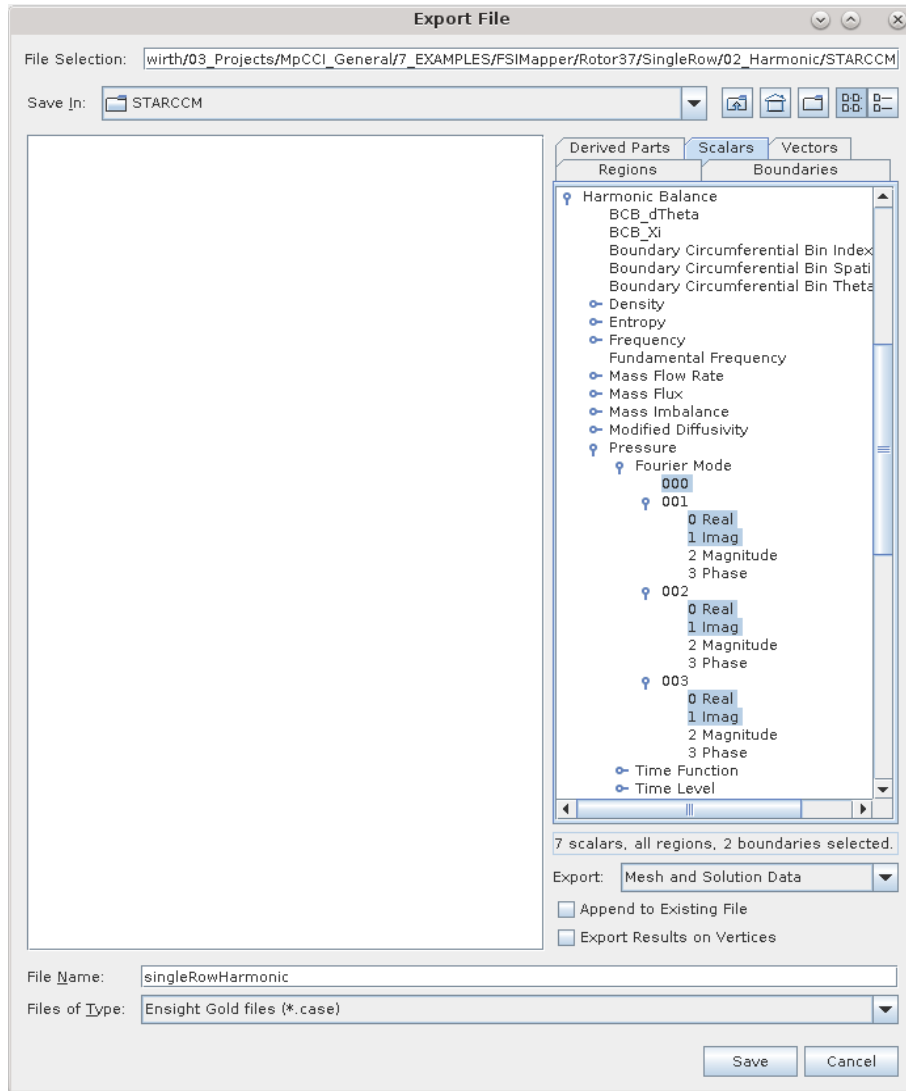 Export File
File Selection: wirth/03_Projects/MpCCI_General/7_EXAMPLES/FSIMapper/Rotor37/SingleRow/02_Harmonic/STARCCM
Save In: STARCCM
Derived Parts Scalars Vectors
Regions Boundaries
Harmonic Balance
BCB_dTheta
BCB_Xi
Boundary Circumferential Bin Index
Boundary Circumferential Bin Spati
Boundary Circumferential Bin Theta
Density
Entropy
Frequency
Fundamental Frequency
Mass Flow Rate
Mass Flux
Mass Imbalance
Modified Diffusivity
Pressure
Fourier Mode
000
001
0 Real
1 Imag
2 Magnitude
3 Phase
002
0 Real
1 Imag
2 Magnitude
3 Phase
003
0 Real
1 Imag
2 Magnitude
3 Phase
Time Function
Time Level
7 scalars, all regions, 2 boundaries selected.
Export: Mesh and Solution Data
Append to Existing File
Export Results on Vertices
File Name: singleRowHarmonic
Files of Type: Ensight Gold files (*.case)
Save Cancel